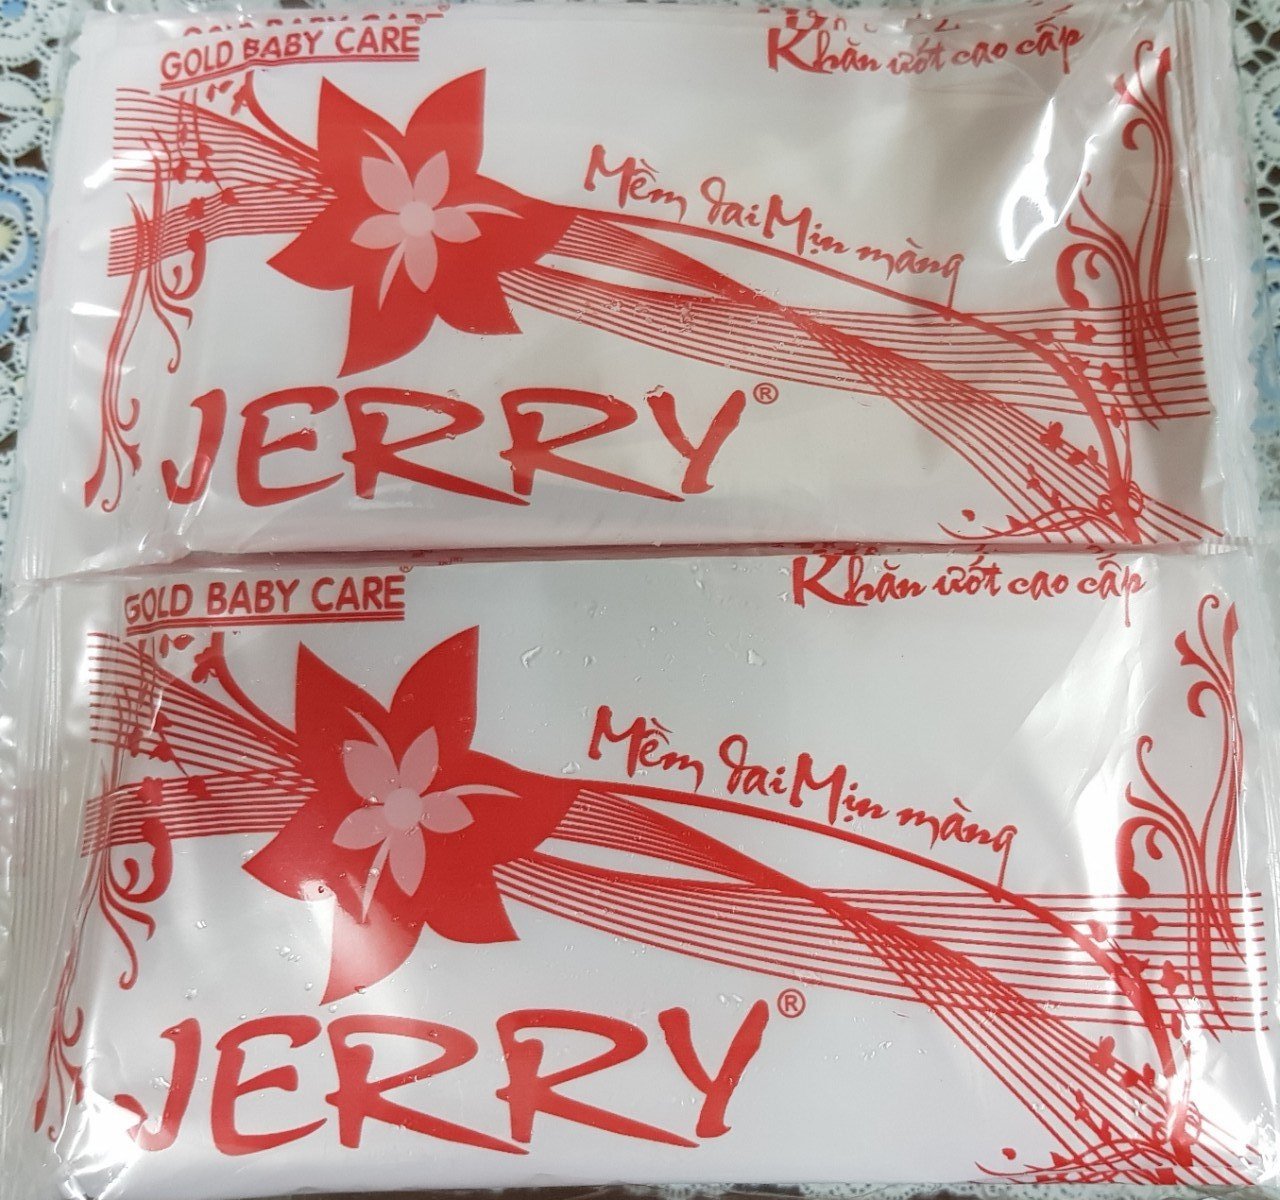 GOLD BABY CARE
Khăn ướt cao cấp
Mềm dai Mịn màng
JERRY®
GOLD BABY CARE®
Khăn ướt cao cấp
Mềm dai Mịn màng
JERRY®